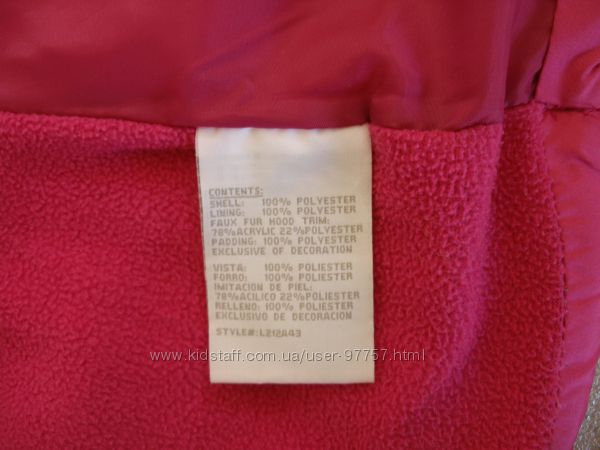 CONTENTS:
SHELL: 100% POLYESTER
LINING: 100% POLYESTER
FAUX FUR HOOD TRIM:
78%ACRYLIC 22%POLYESTER
PADDING: 100% POLYESTER
EXCLUSIVE OF DECORATION
VISTA: 100% POLIESTER
FORRO: 100% POLIESTER
IMITACION DE PIEL:
78%ACILICO 22%POLIESTER
RELLENO: 100% POLIESTER
EXCLUSIVO DE DECORACION
STYLE#:L212A43
www.kidstaff.com.ua/user-97757.html